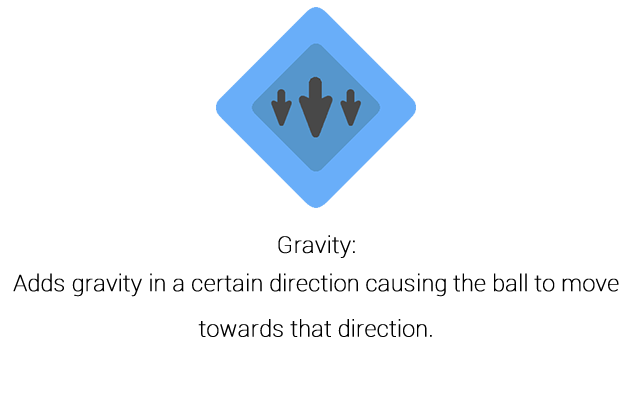 Gravity:
Adds gravity in a certain direction causing the ball to move
towards that direction.